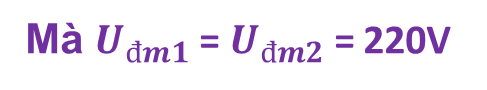 Mà Uđm1 = Uđm2 = 220V